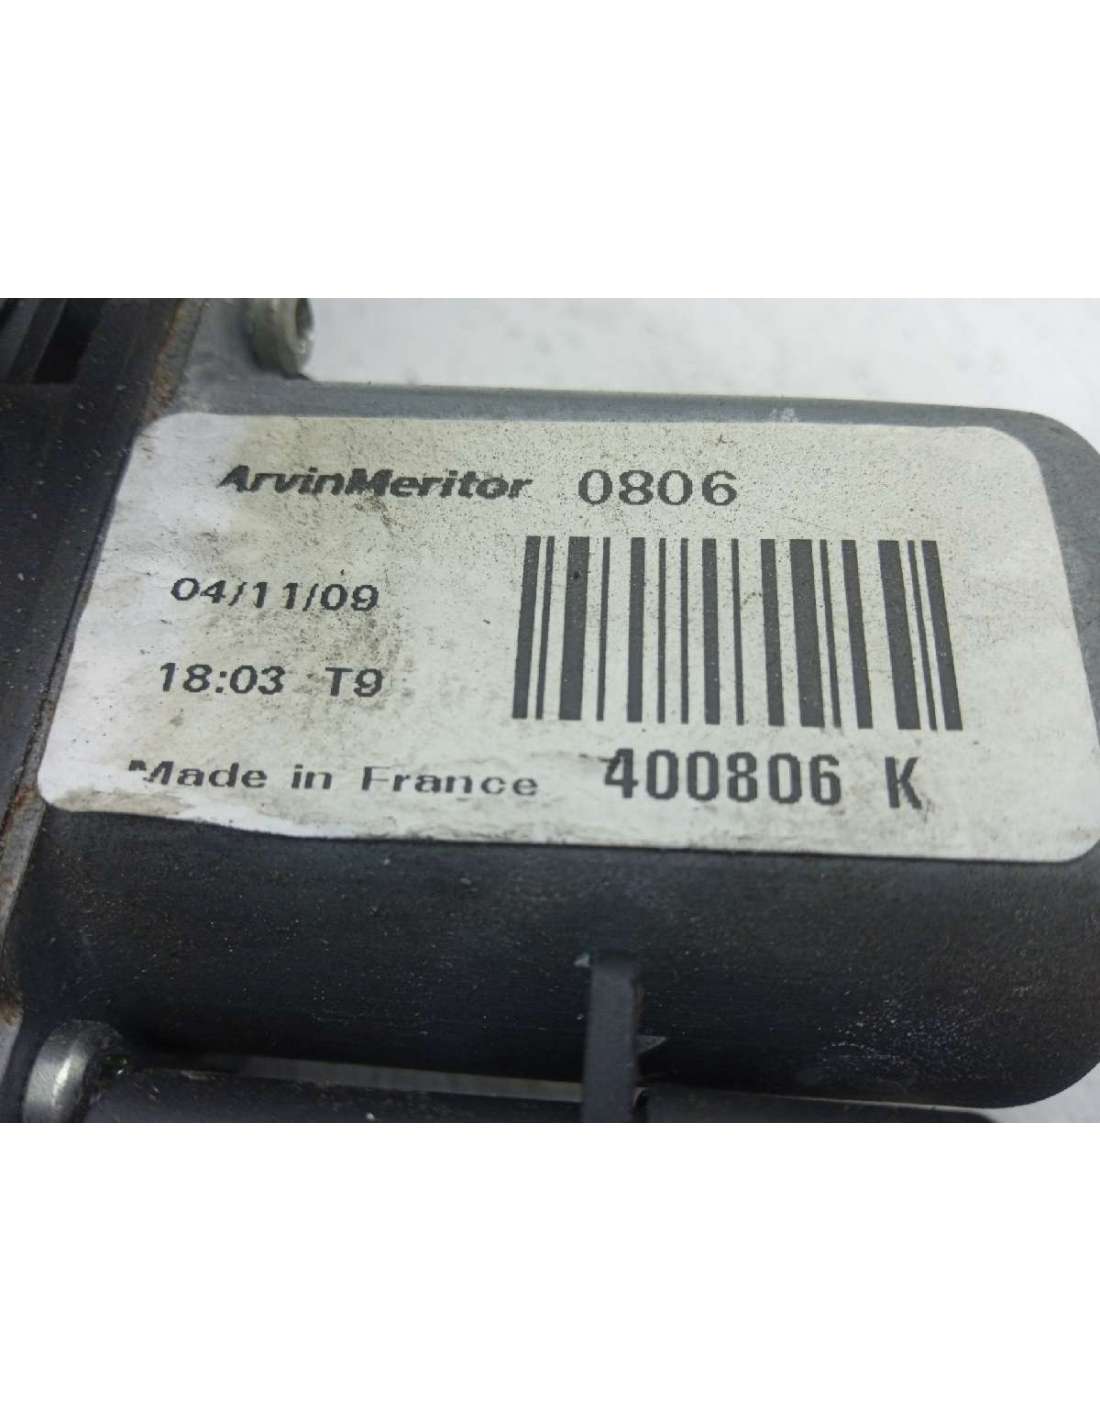 ArvinMeritor 0806
04/11/09
18:03 T9
Made in France 400806 K